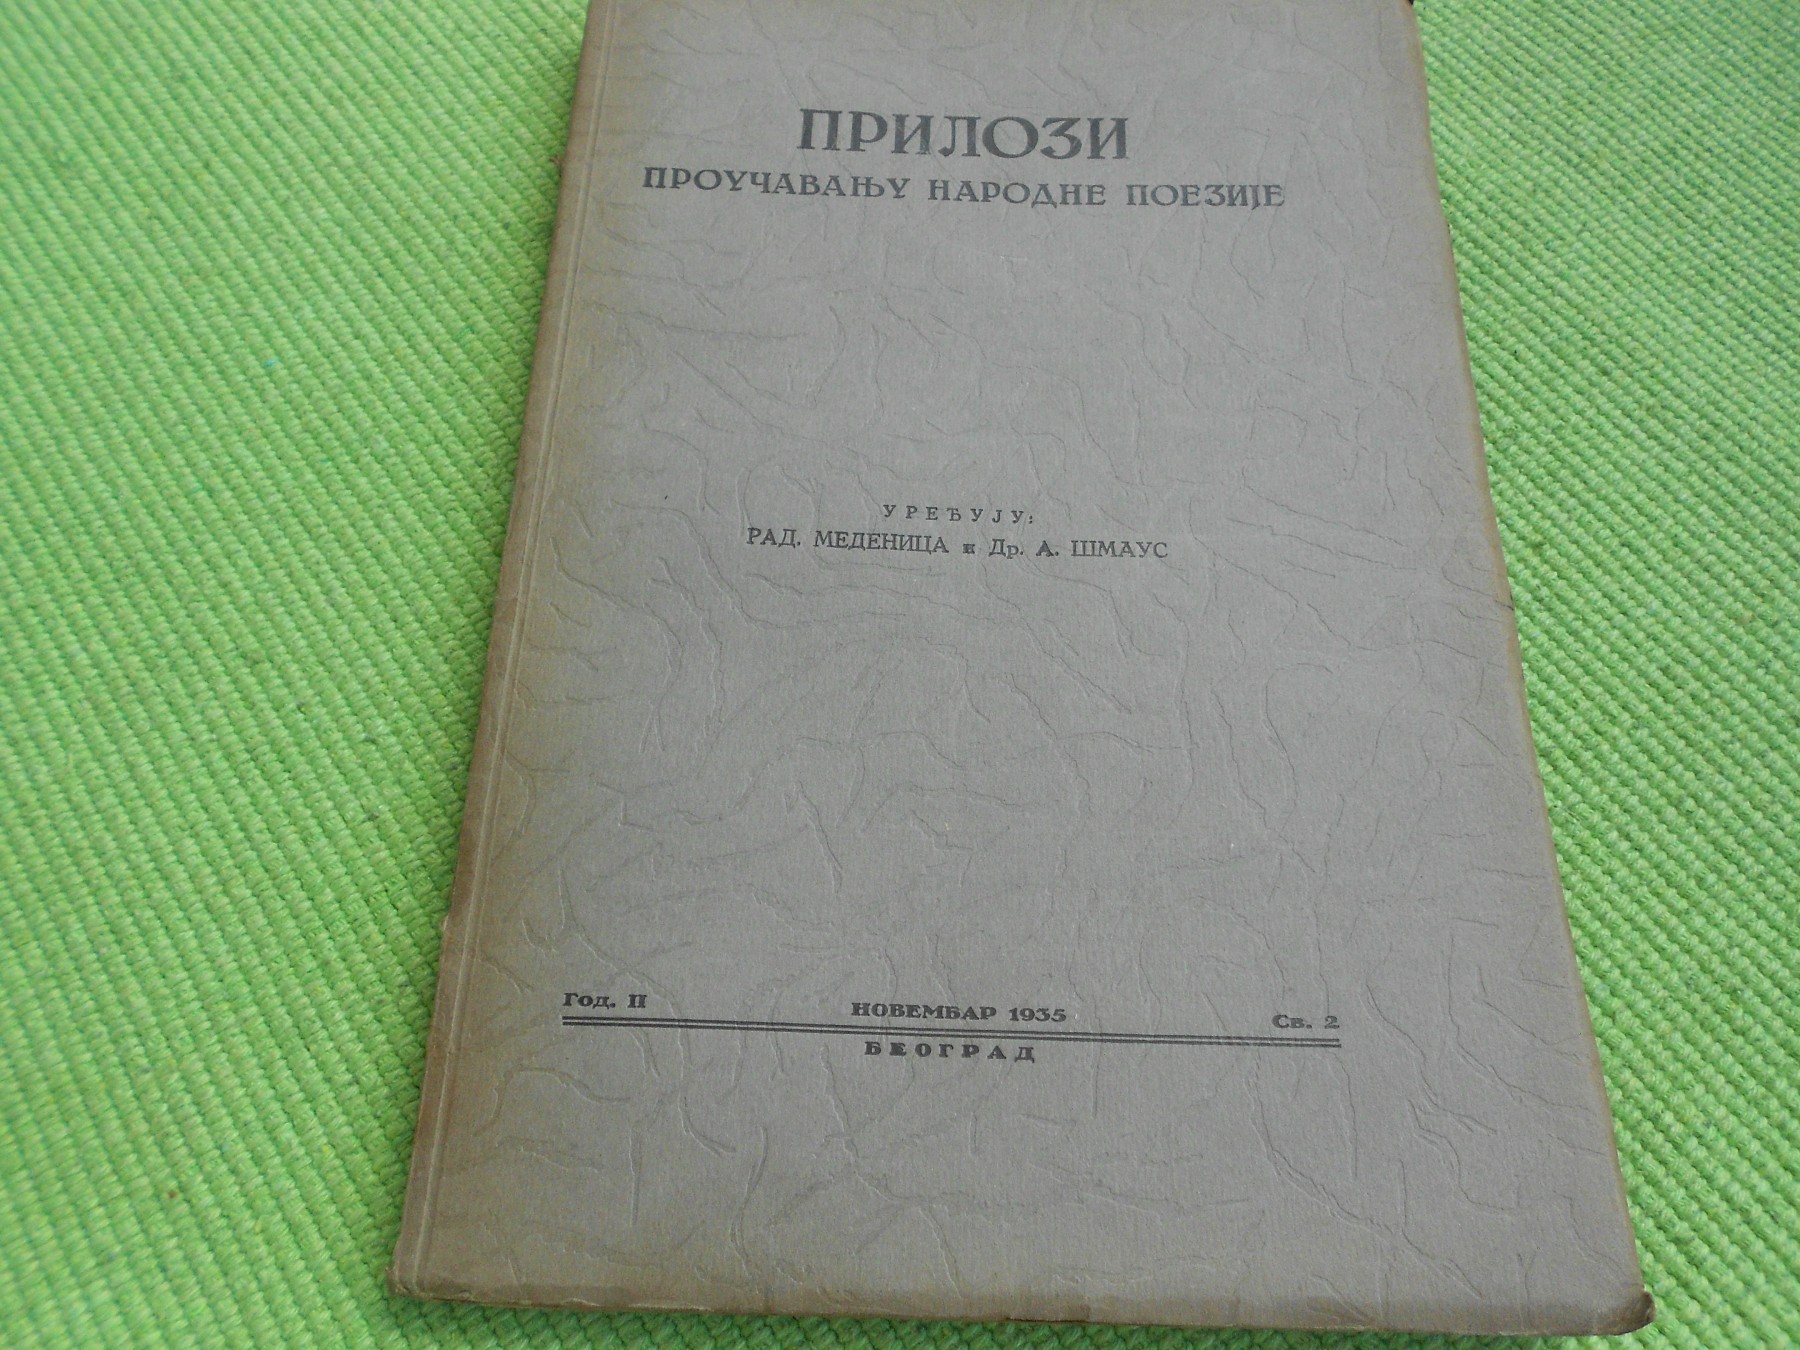 ПРИЛОЗИ
ПРОУЧАВАЊУ НАРОДНЕ ПОЕЗИЈЕ
УРЕЂУЈУ:
РАД. МЕДЕНИЦА и Др. А. ШМАУС
Год. II НОВЕМБАР 1935 Св. 2
БЕОГРАД